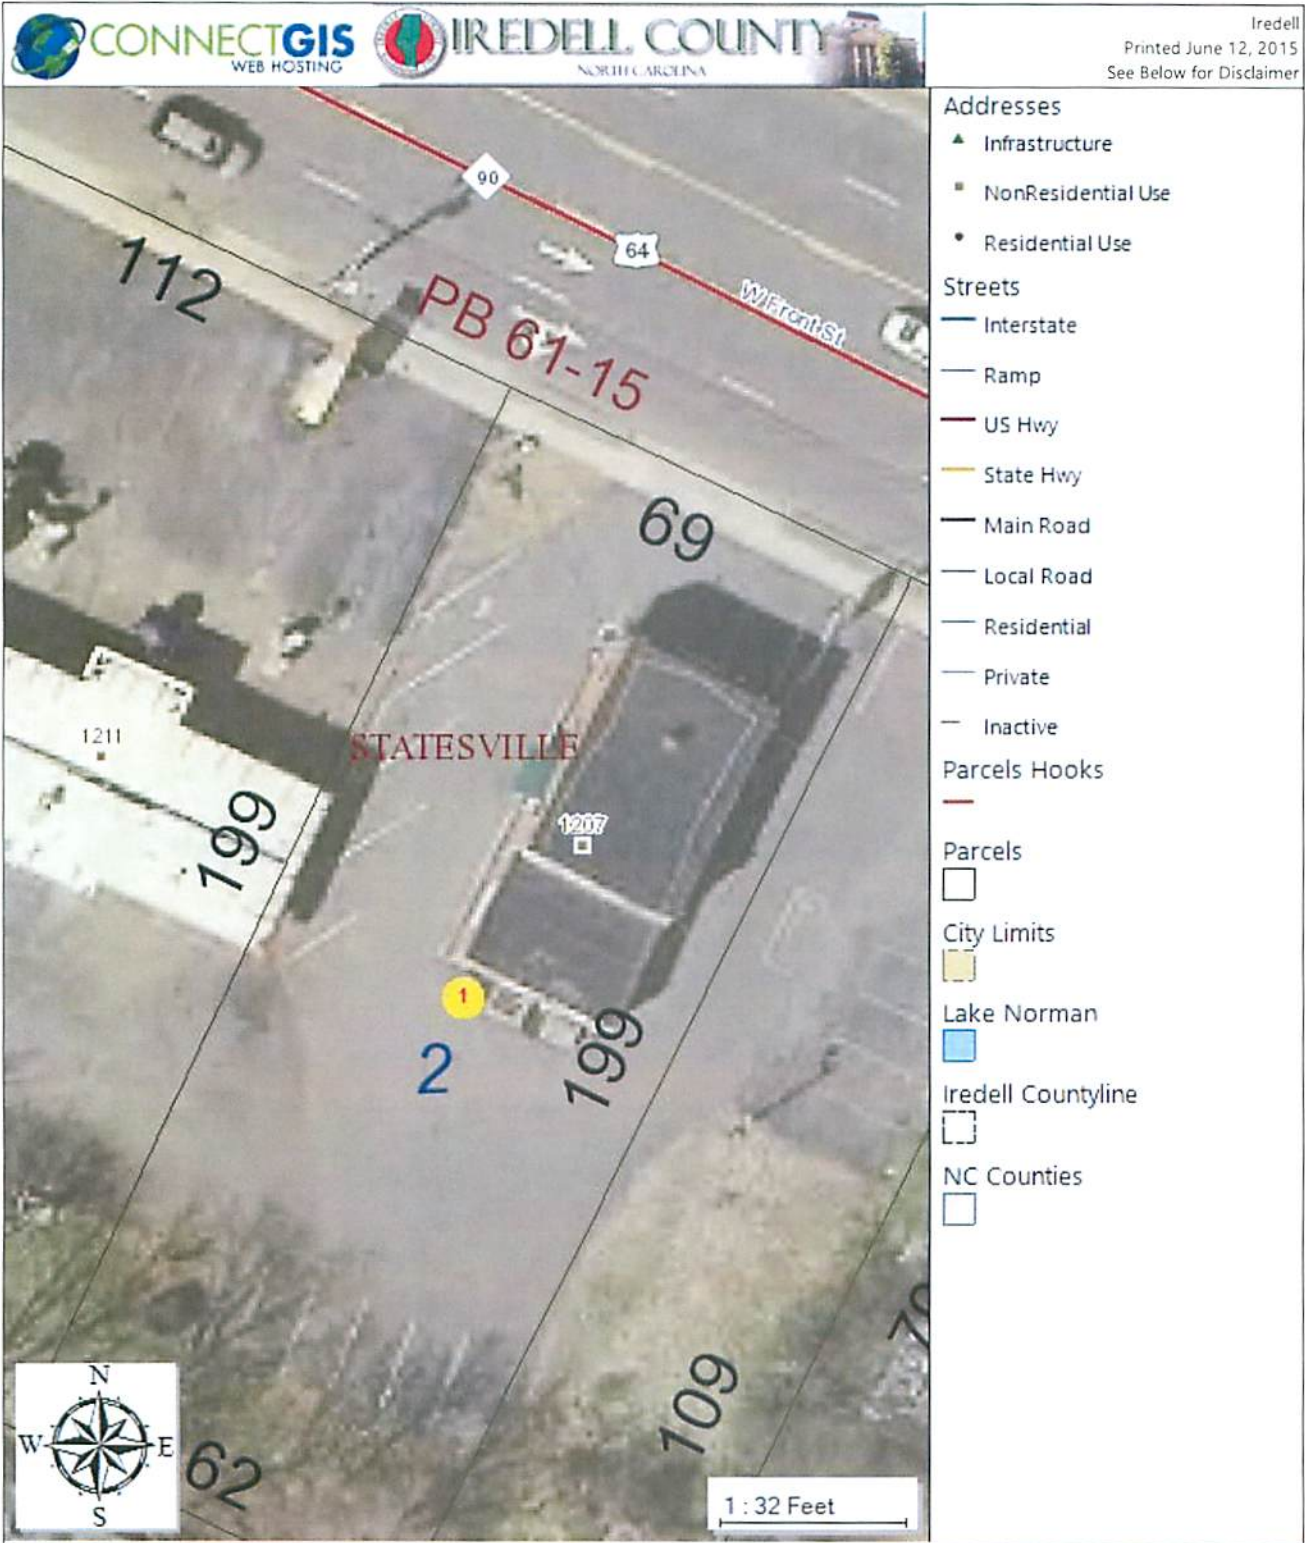 CONNECTGIS
WEB HOSTING
IREDELL COUNTY
NORTH CAROLINA
Iredell
Printed June 12, 2015
See Below for Disclaimer
90
64
W Front St
112
PB 61-15
69
1211
STATESVILLE
199
1207
1
2
199
109
62
N
W
E
S
1 : 32 Feet
Addresses
Infrastructure
NonResidential Use
Residential Use
Streets
Interstate
Ramp
US Hwy
State Hwy
Main Road
Local Road
Residential
Private
Inactive
Parcels Hooks
Parcels
City Limits
Lake Norman
Iredell Countyline
NC Counties